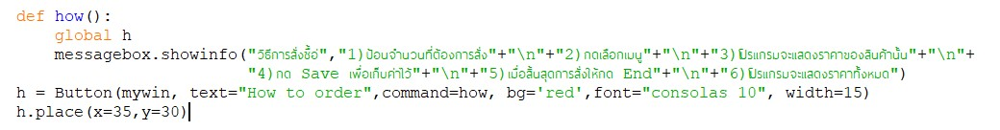 def how():
    global h
    messagebox.showinfo("วิธีการสั่งซื้อ","1)ป้อนจำนวนที่ต้องการสั่ง"+"\n"+"2)กดเลือกเมนู"+"\n"+"3)โปรแกรมจะแสดงราคาของสินค้านั้น"+"\n"+
                        "4)กด Save เพื่อเก็บค่าไว้"+"\n"+"5)เมื่อสิ้นสุดการสั่งให้กด End"+"\n"+"6)โปรแกรมจะแสดงราคาทั้งหมด")
h = Button(mywin, text="How to order",command=how, bg='red',font="consolas 10", width=15)
h.place(x=35,y=30)